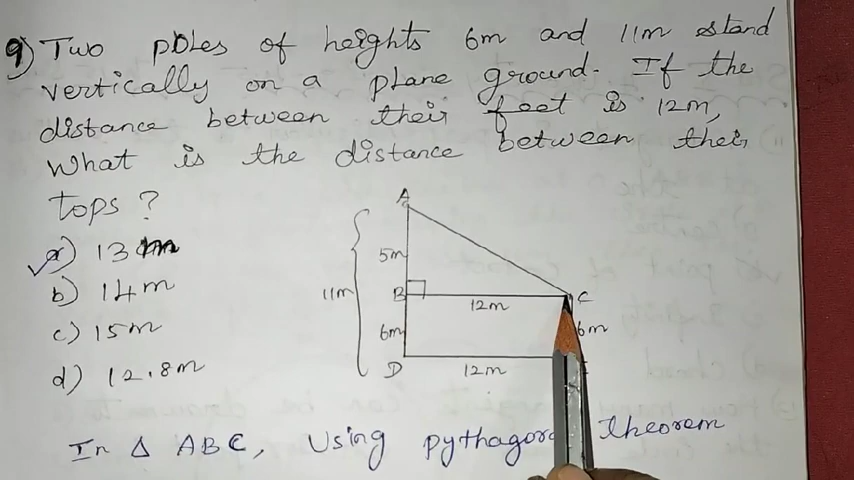 9) Two poles of heights 6m and 11m stand
vertically on a plane ground. If the
distance between their feet is 12m,
What is the distance between their
tops?
a) 13m
b) 14m
c) 15m
d) 12.8m
A
5m
11m
B
12m
C
6m
6m
D
12m
In Δ ABC, Using theorem